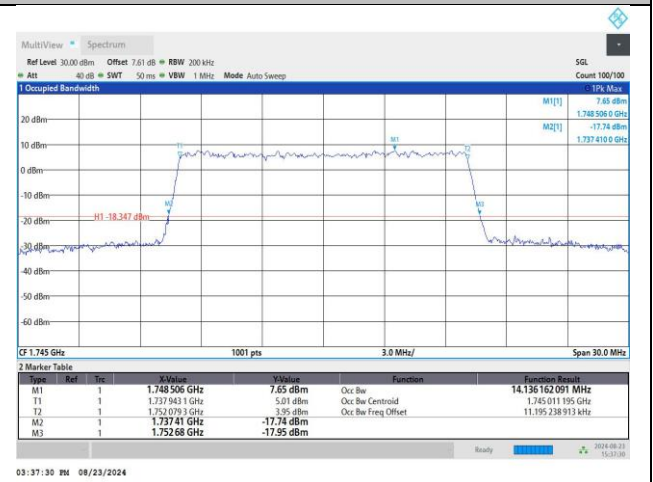 MultiView Spectrum
Ref Level 30.00 dBm Offset 7.61 dB RBW 200 kHz SGL
Att 40 dB SWT 50 ms VBW 1 MHz Mode Auto Sweep Count 100/100
1 Occupied Bandwidth 1Pk Max
M1[1] 7.65 dBm
1.748 506 0 GHz
M2[1] -17.74 dBm
1.737 410 0 GHz
20 dBm
T1 M1 T2
10 dBm
0 dBm
-10 dBm
M2 M3
H1 -18.347 dBm
-20 dBm
-30 dBm
-40 dBm
-50 dBm
-60 dBm
CF 1.745 GHz 1001 pts 3.0 MHz/ Span 30.0 MHz
2 Marker Table
Type Ref Trc X-Value Y-Value Function Function Result
M1 1 1.748 506 GHz 7.65 dBm Occ Bw 14.136 162 091 MHz
T1 1 1.737 943 1 GHz 5.01 dBm Occ Bw Centroid 1.745 011 195 GHz
T2 1 1.752 079 3 GHz 3.95 dBm Occ Bw Freq Offset 11.195 238 913 kHz
M2 1 1.737 41 GHz -17.74 dBm
M3 1 1.752 68 GHz -17.95 dBm
Ready 2024-08-23
15:37:30
03:37:30 PM 08/23/2024